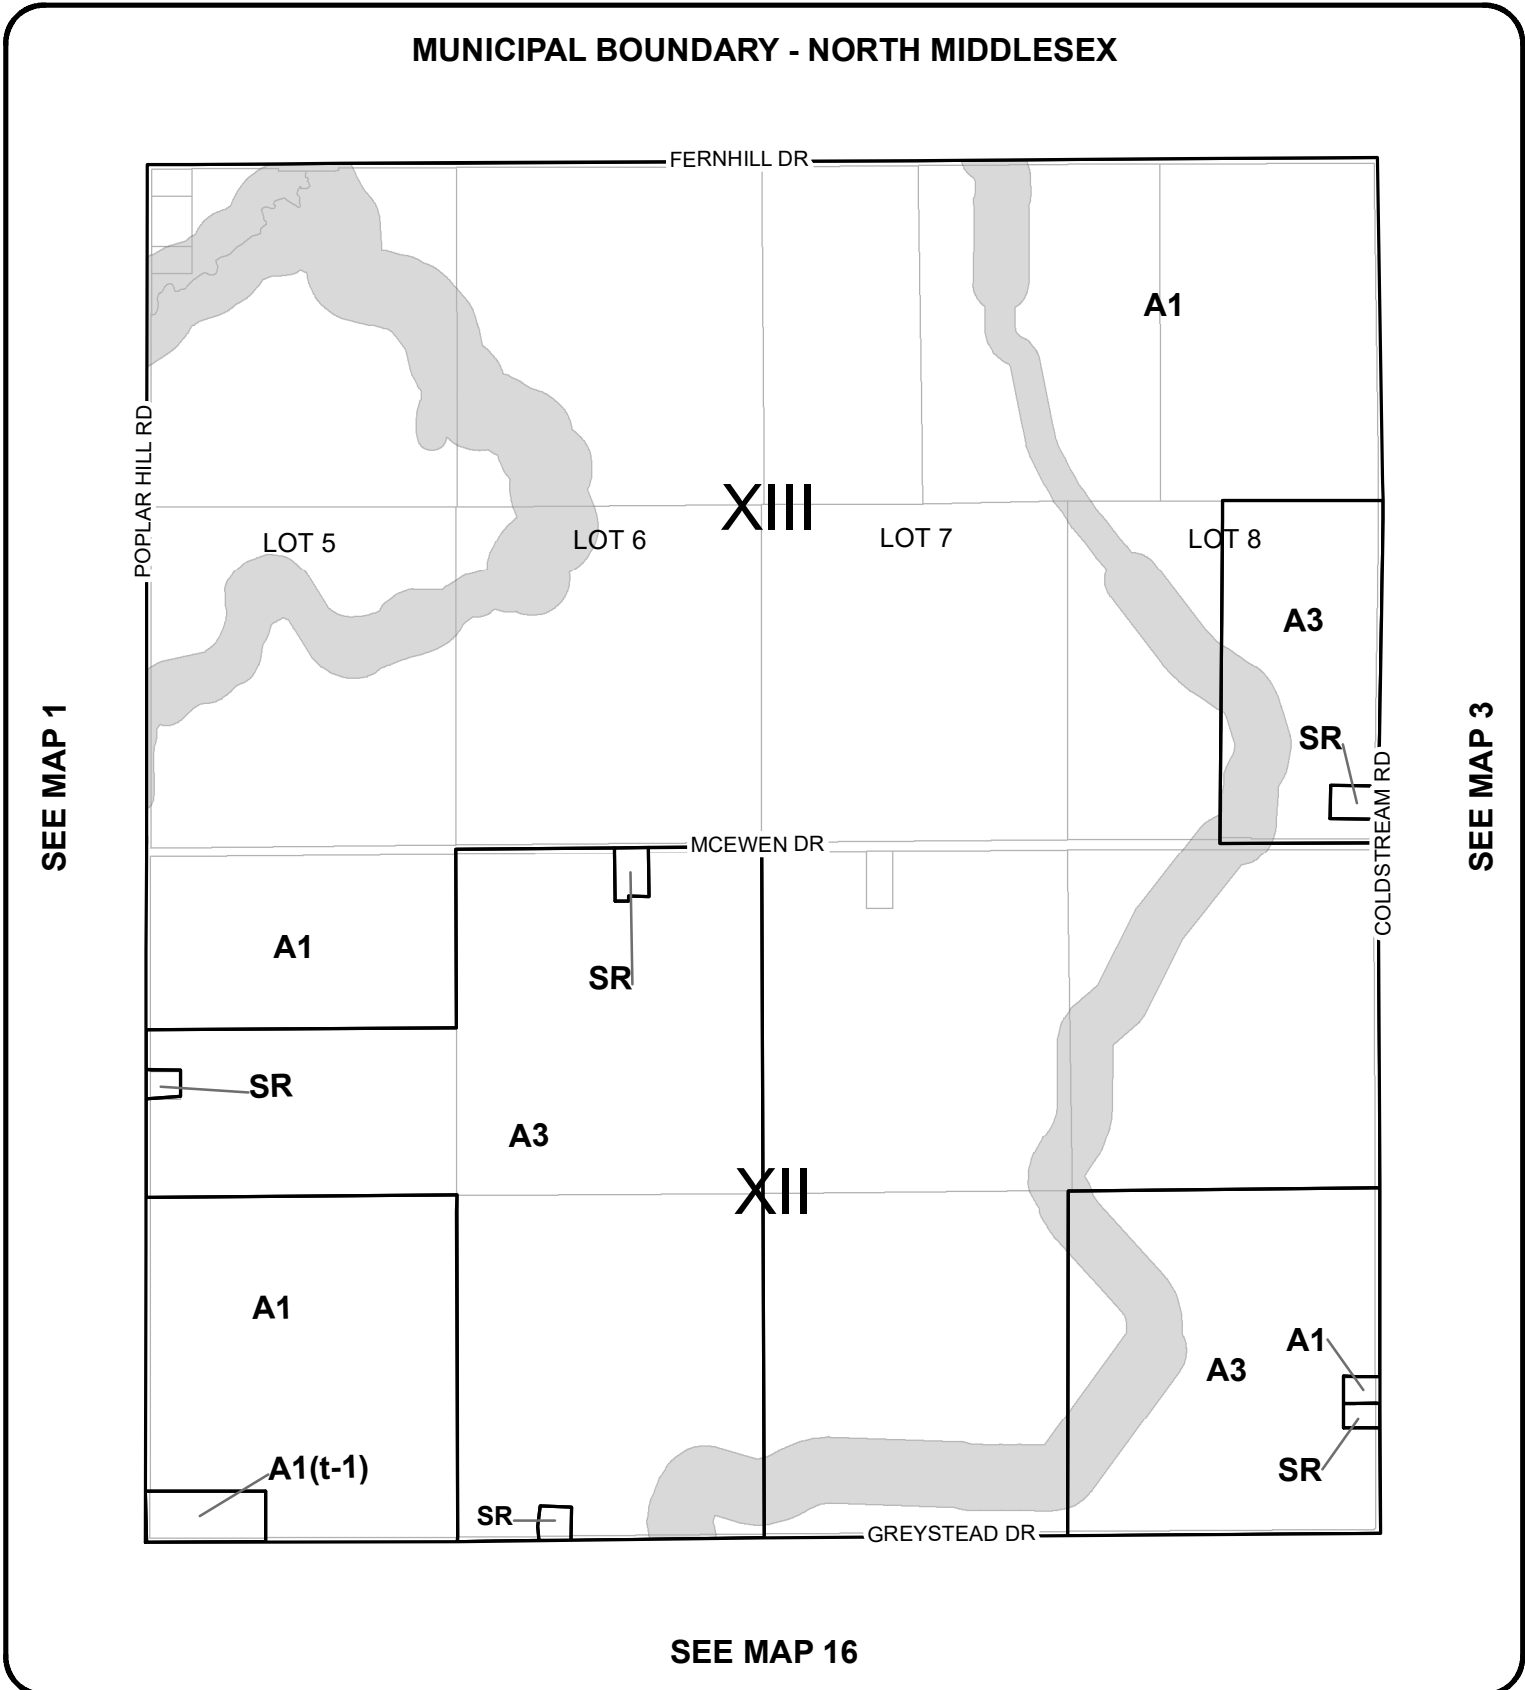 MUNICIPAL BOUNDARY - NORTH MIDDLESEX
FERNHILL DR
A1
POPLAR HILL RD
XIII
LOT 5
LOT 6
LOT 7
LOT 8
A3
SEE MAP 1
SR
SEE MAP 3
COLDSTREAM RD
MCEWEN DR
A1
SR
SR
A3
XII
A1
A1
A3
A1(t-1)
SR
SR
GREYSTEAD DR
SEE MAP 16